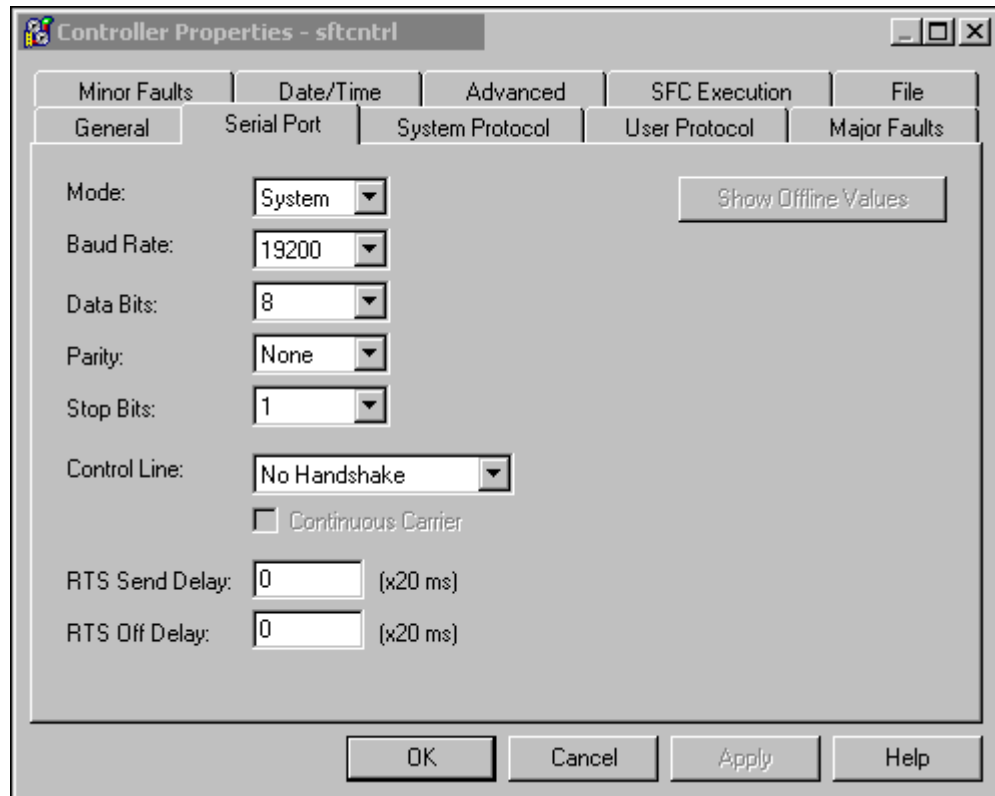 Controller Properties - sftcntrl
Minor Faults Date/Time Advanced SFC Execution File
General Serial Port System Protocol User Protocol Major Faults
Mode: System Show Offline Values
Baud Rate: 19200
Data Bits: 8
Parity: None
Stop Bits: 1
Control Line: No Handshake
Continuous Carrier
RTS Send Delay: 0 (x20 ms)
RTS Off Delay: 0 (x20 ms)
OK Cancel Apply Help